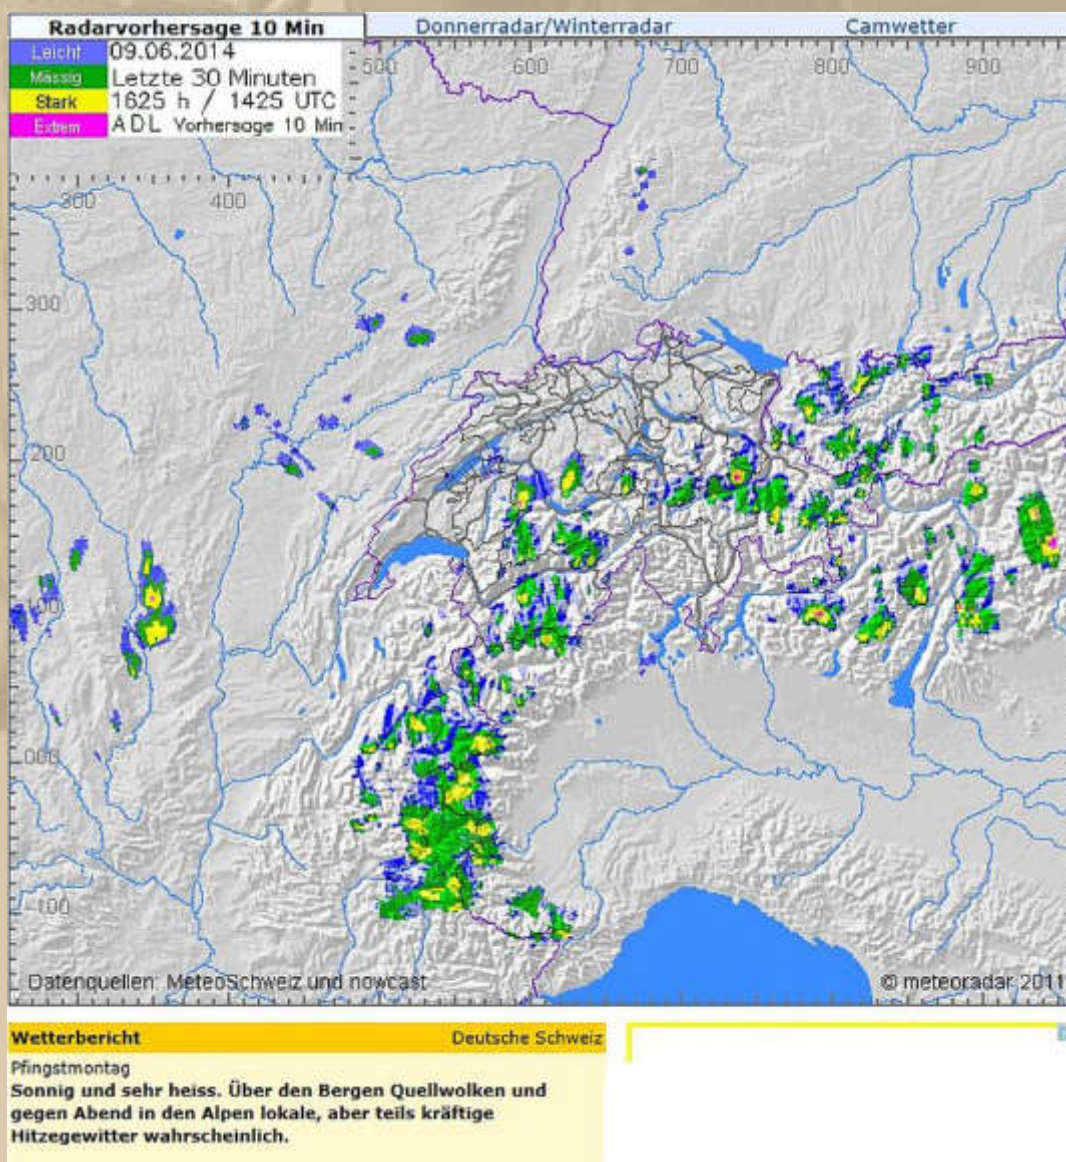 Radarvorhersage 10 Min
Donnerradar/Winterradar
Camwetter
Leicht 09.06.2014
Mässig Letzte 30 Minuten
Stark 1625 h / 1425 UTC
Extrem ADL Vorhersage 10 Min
500 600 700 800 900
300 400
300
200
000
-100
Datenquellen: MeteoSchweiz und nowcast
© meteoradar 2011
Wetterbericht Deutsche Schweiz
Pfingstmontag
Sonnig und sehr heiss. Über den Bergen Quellwolken und
gegen Abend in den Alpen lokale, aber teils kräftige
Hitzegewitter wahrscheinlich.